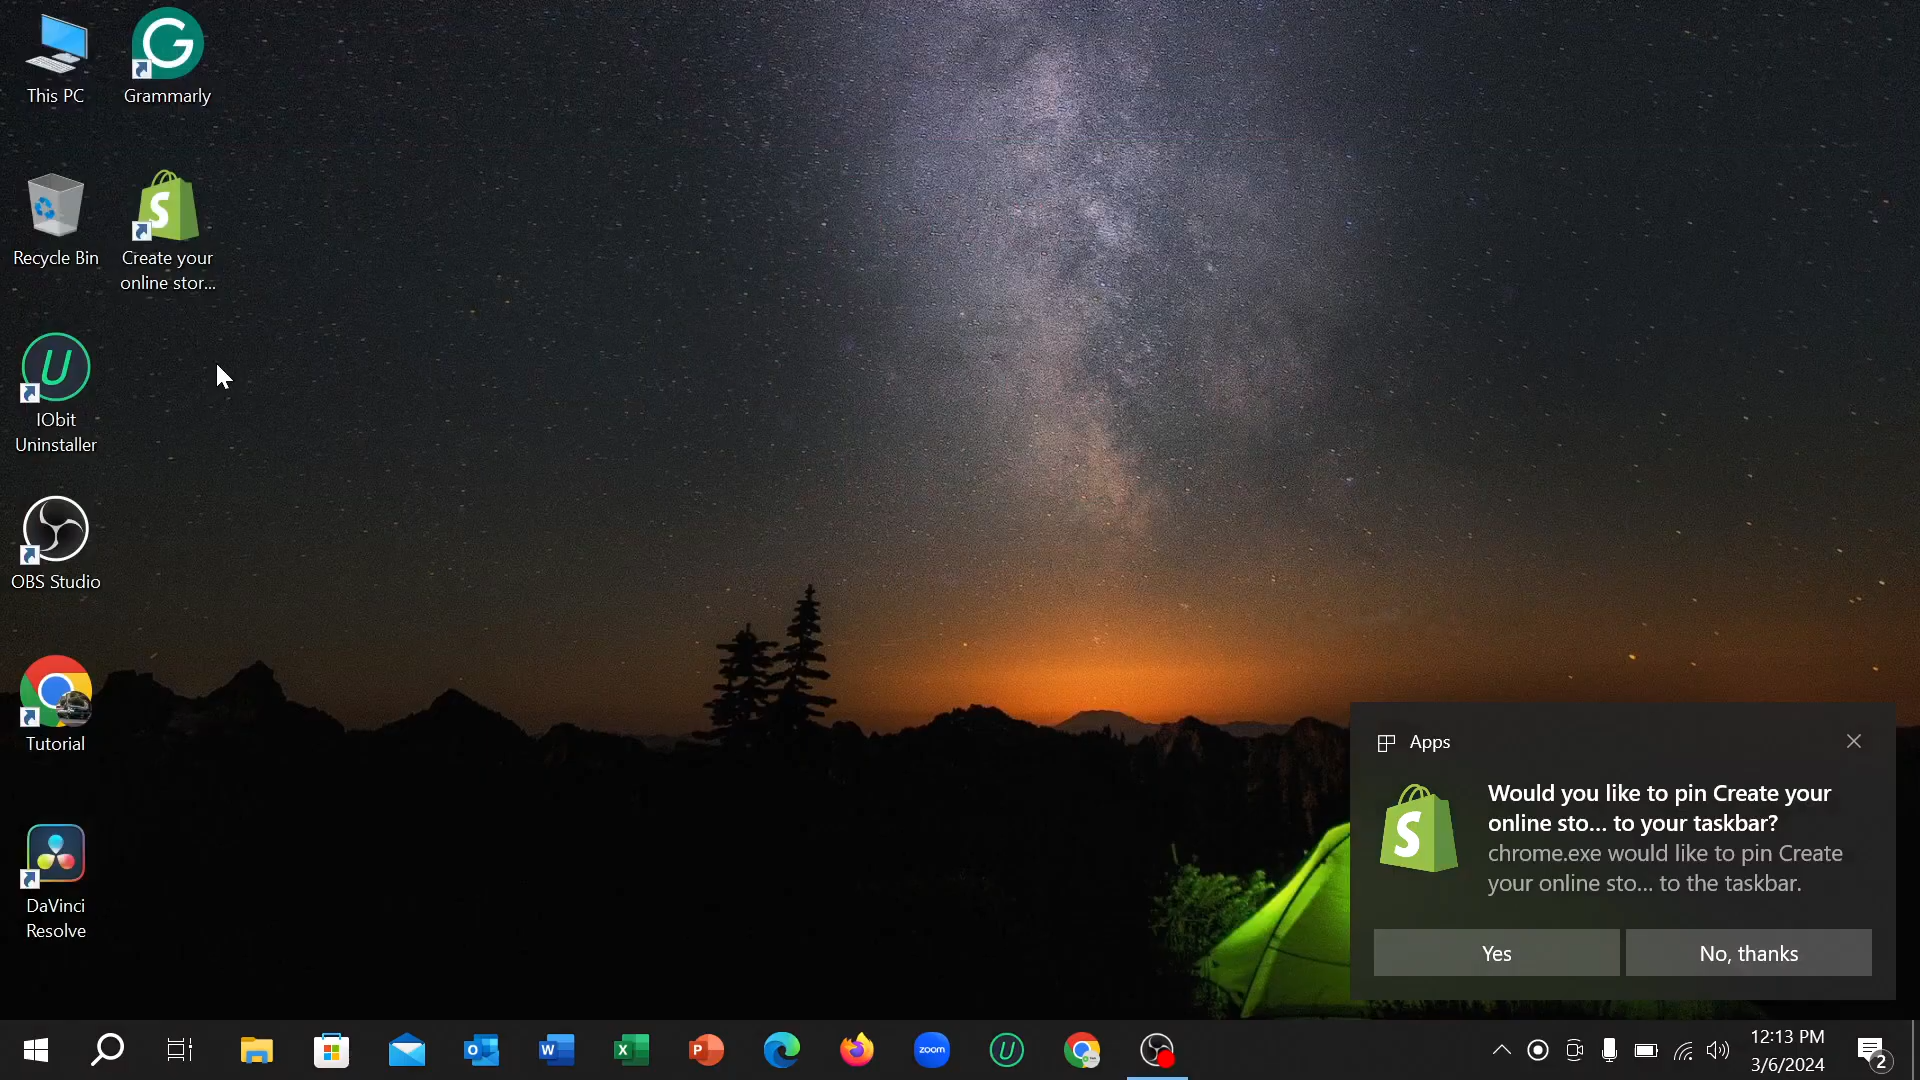 This PC
Grammarly
Recycle Bin
Create your
online stor...
IObit
Uninstaller
OBS Studio
Tutorial
DaVinci
Resolve
Apps
Would you like to pin Create your
online sto... to your taskbar?
chrome.exe would like to pin Create
your online sto... to the taskbar.
Yes
No, thanks
zoom
12:13 PM
3/6/2024
2